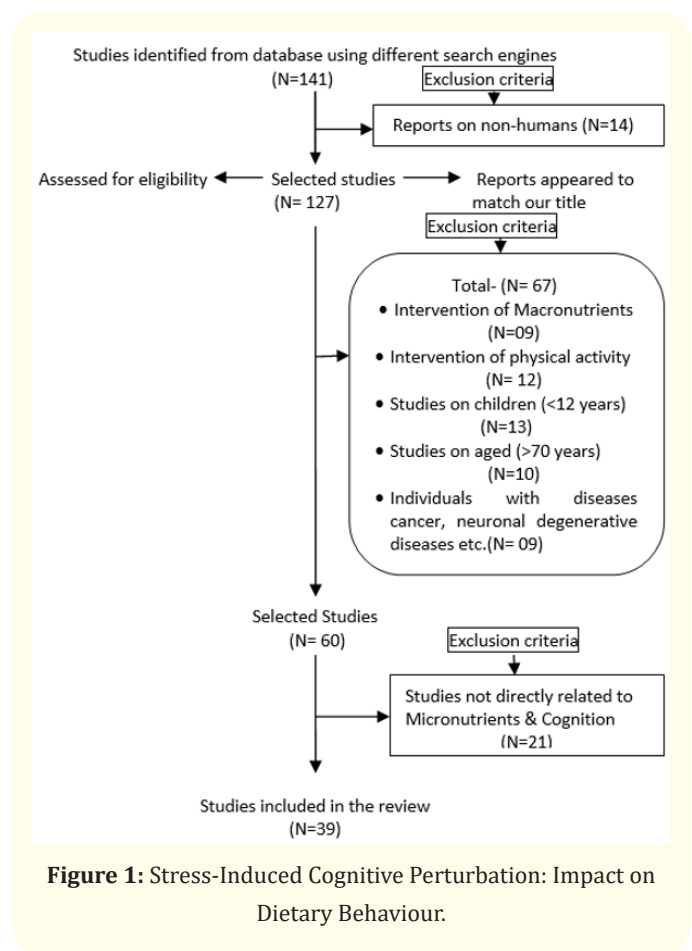 Studies identified from database using different search engines
(N=141)
Exclusion criteria
Reports on non-humans (N=14)
Assessed for eligibility
Selected studies
(N= 127)
Reports appeared to
match our title
Exclusion criteria
Total- (N= 67)
• Intervention of Macronutrients
(N=09)
• Intervention of physical activity
(N= 12)
• Studies on children (<12 years)
(N=13)
• Studies on aged (>70 years)
(N=10)
• Individuals with diseases
cancer, neuronal degenerative
diseases etc.(N= 09)
Selected Studies
(N= 60)
Exclusion criteria
Studies not directly related to
Micronutrients & Cognition
(N=21)
Studies included in the review
(N=39)
Figure 1: Stress-Induced Cognitive Perturbation: Impact on
Dietary Behaviour.